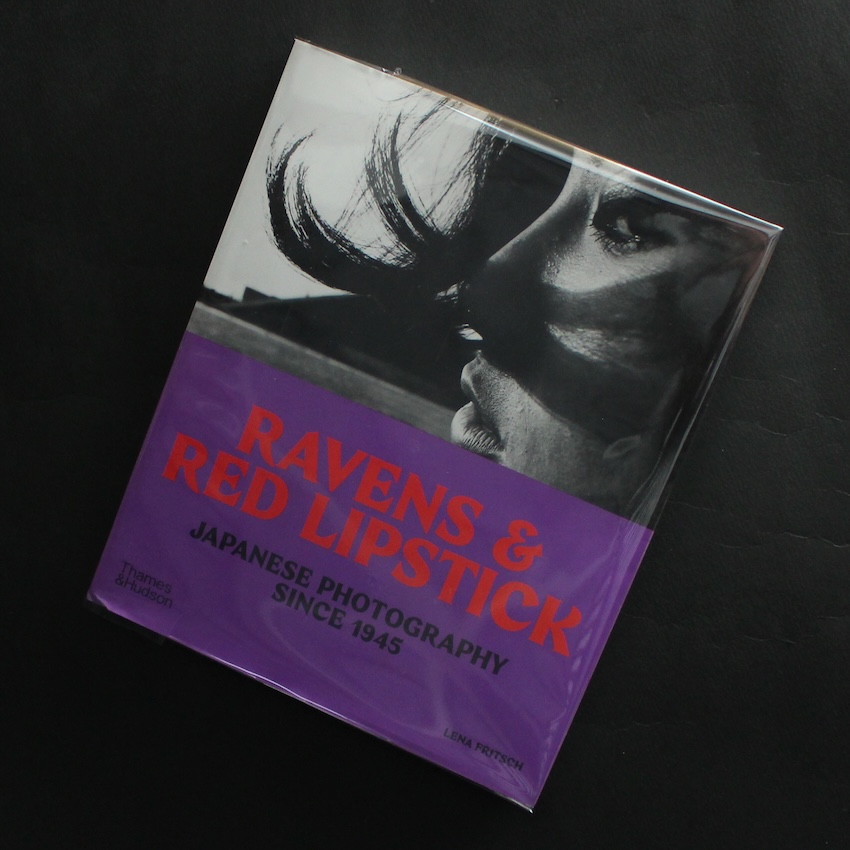 RAVENS &
RED LIPSTICK
JAPANESE PHOTOGRAPHY
SINCE 1945
Thames
&Hudson
LENA FRITSCH